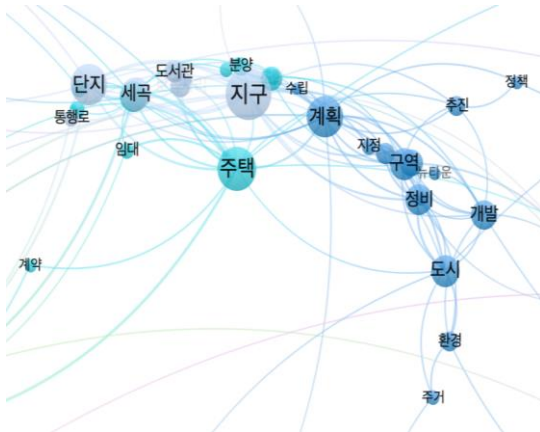 분양
도서관
단지
세곡
지구
수립
정책
추진
통행로
계획
임대
지정
주택
구역
뉴타운
정비
개발
계약
도시
환경
주거